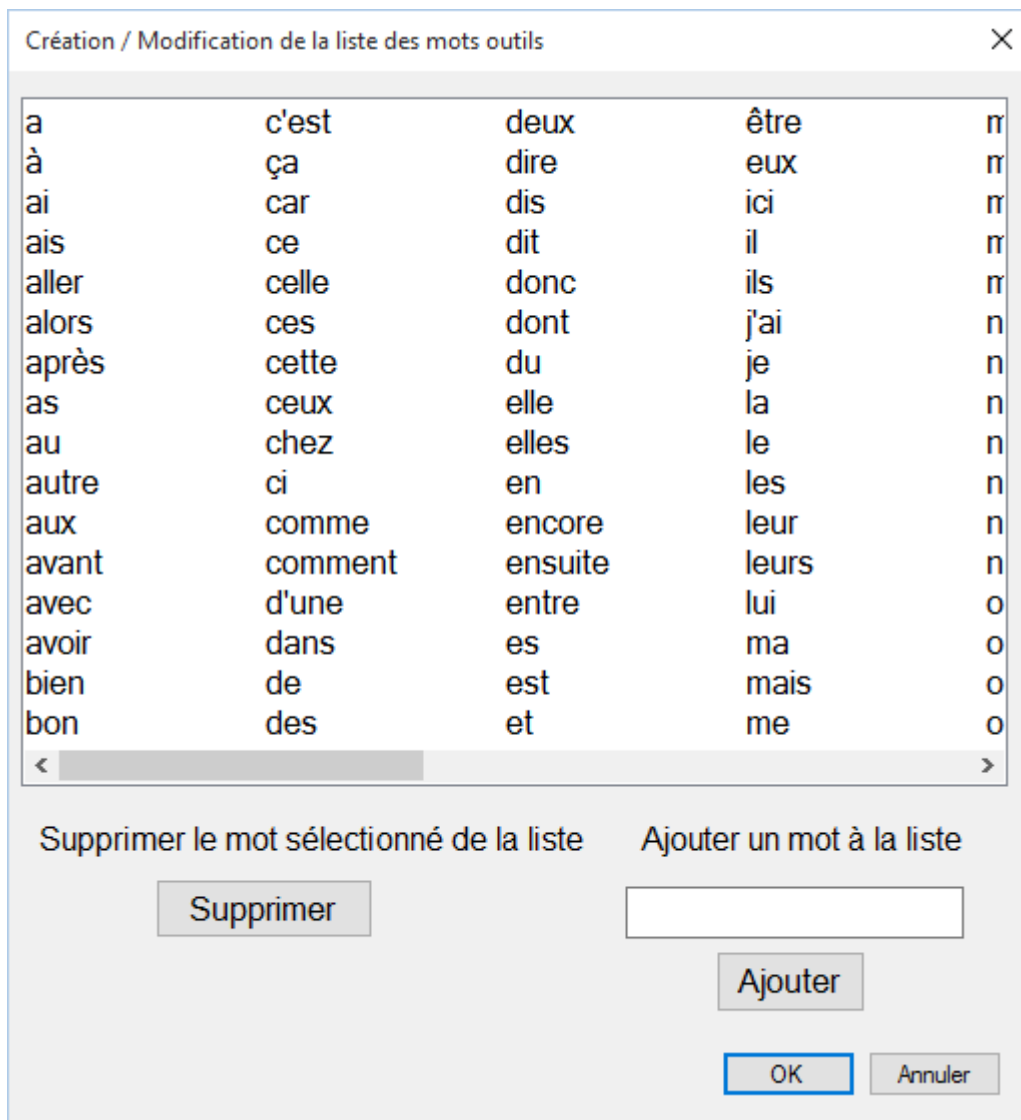 Création / Modification de la liste des mots outils
a c'est deux être
à ça dire eux
ai car dis ici
ais ce dit il
aller celle donc ils
alors ces dont j'ai
après cette du je
as ceux elle la
au chez elles le
autre ci en les
aux comme encore leur
avant comment ensuite leurs
avec d'une entre lui
avoir dans es ma
bien de est mais
bon des et me
Supprimer le mot sélectionné de la liste Ajouter un mot à la liste
Supprimer
Ajouter
OK Annuler